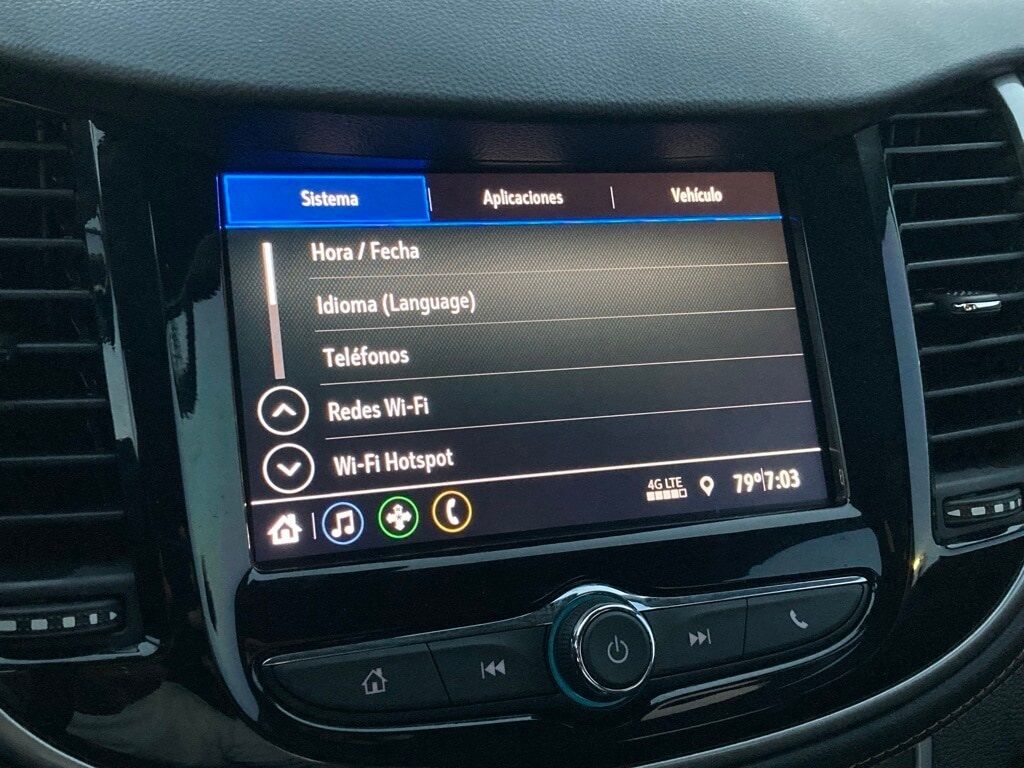 Sistema
Aplicaciones
Vehículo
Hora / Fecha
Idioma (Language)
Teléfonos
Redes Wi-Fi
Wi-Fi Hotspot
4G LTE
79° 7:03